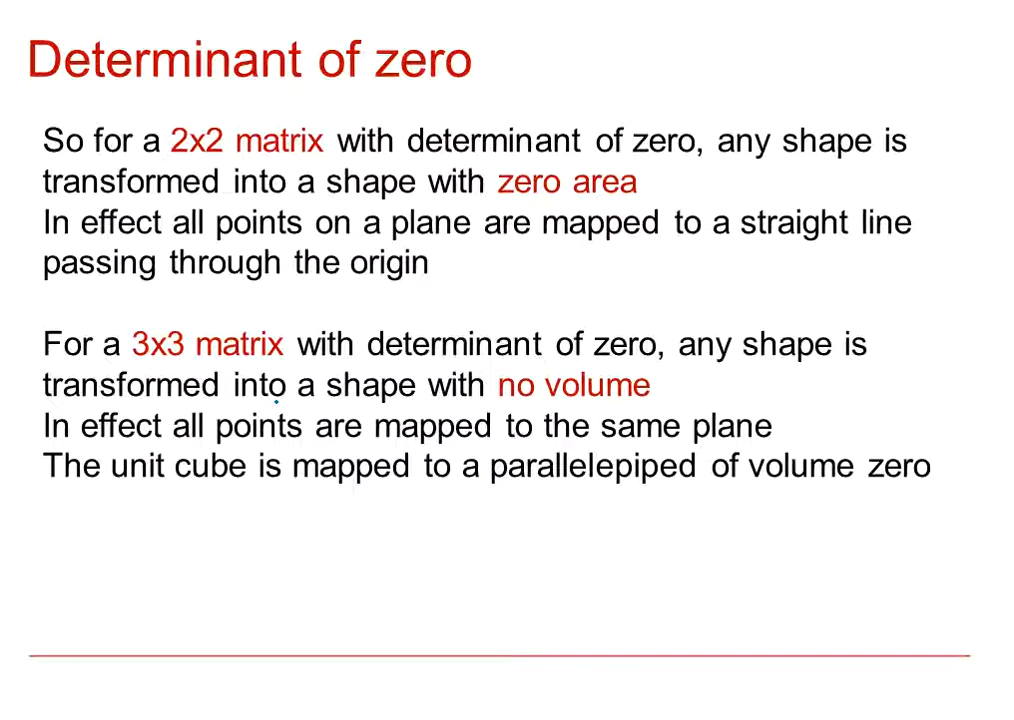 Determinant of zero
So for a 2x2 matrix with determinant of zero, any shape is
transformed into a shape with zero area
In effect all points on a plane are mapped to a straight line
passing through the origin
For a 3x3 matrix with determinant of zero, any shape is
transformed into a shape with no volume
In effect all points are mapped to the same plane
The unit cube is mapped to a parallelepiped of volume zero